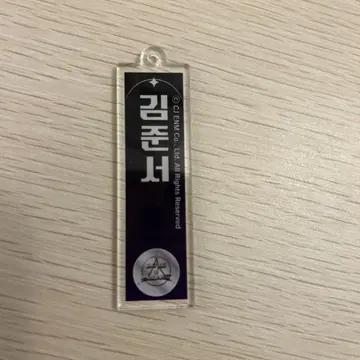 김준서
© CJ ENM Co., Ltd. All Rights Reserved